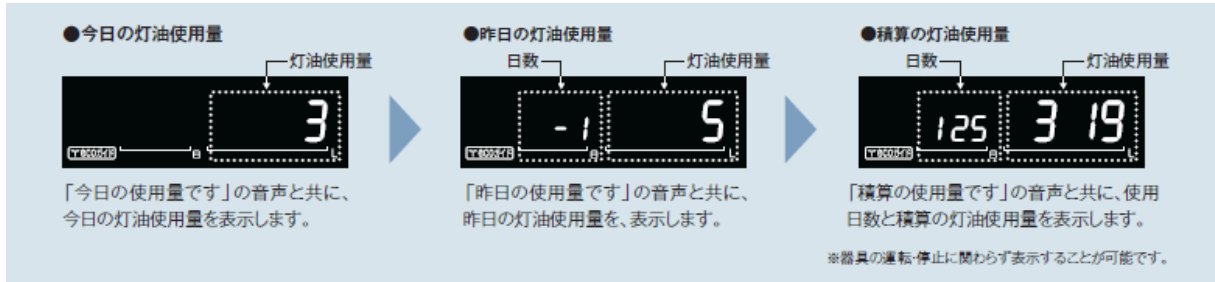 ●今日の灯油使用量
灯油使用量
3
日
L
「今日の使用量です」の音声と共に、
今日の灯油使用量を表示します。
●昨日の灯油使用量
日数
灯油使用量
-1
5
日
L
「昨日の使用量です」の音声と共に、
昨日の灯油使用量を、表示します。
●積算の灯油使用量
日数
灯油使用量
125
319
日
L
「積算の使用量です」の音声と共に、使用
日数と積算の灯油使用量を表示します。
※器具の運転・停止に関わらず表示することが可能です。